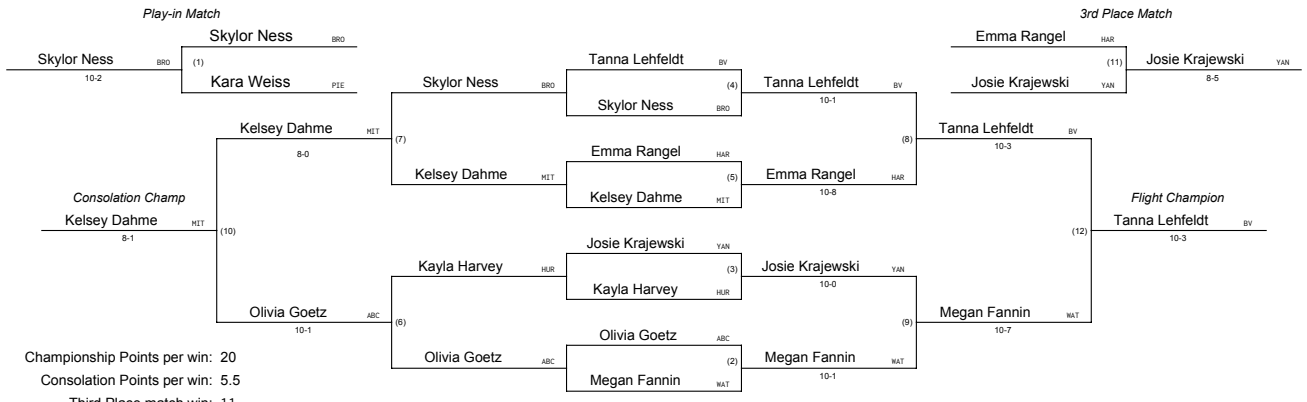 Play-in Match
3rd Place Match
Skylor Ness BRO
Emma Rangel HAR
Skylor Ness BRO (1)
10-2
Tanna Lehfeldt BV
(11) Josie Krajewski YAN
8-5
Kara Weiss PIE
Skylor Ness BRO
(4) Tanna Lehfeldt BV
10-1
Josie Krajewski YAN
Skylor Ness BRO
Kelsey Dahme MIT (7)
8-0
(8) Tanna Lehfeldt BV
10-3
Emma Rangel HAR
Kelsey Dahme MIT
(5) Emma Rangel HAR
10-8
Kelsey Dahme MIT
Consolation Champ
Flight Champion
Kelsey Dahme MIT (10)
8-1
(12) Tanna Lehfeldt BV
10-3
Josie Krajewski YAN
Kayla Harvey HUR
(3) Josie Krajewski YAN
10-0
Kayla Harvey HUR
Olivia Goetz ABC (6)
10-1
(9) Megan Fannin WAT
10-7
Olivia Goetz ABC
Olivia Goetz ABC
(2) Megan Fannin WAT
10-1
Megan Fannin WAT
Championship Points per win: 20
Consolation Points per win: 5.5
Third Place match win: 11